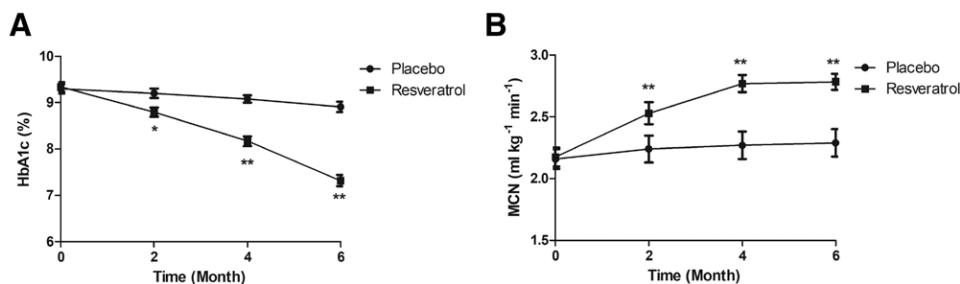 A
HbA1c (%)
10
9
8
7
6
0
2
4
6
Time (Month)
Placebo
Resveratrol
*
**
**
B
MCN (ml kg⁻¹ min⁻¹)
3.0
2.5
2.0
1.5
0
2
4
6
Time (Month)
Placebo
Resveratrol
**
**
**